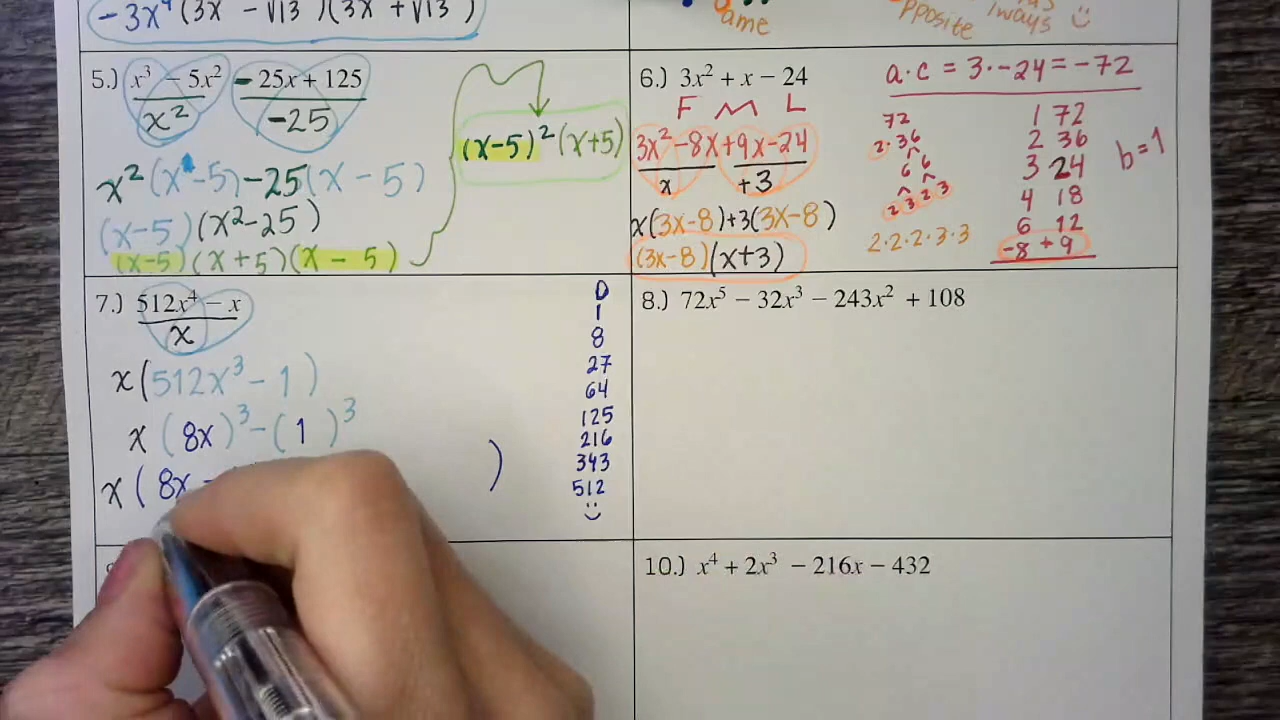 - 3x⁴(3x - √13)(3x + √13)
Same
Opposite
Always
5.) x³ − 5x² − 25x + 125
x² -25
x²(x-5)-25(x-5)
(x-5)(x²-25)
(x-5)(x+5)(x-5)
(x-5)²(x+5)
6.) 3x² + x − 24
F M L
3x²-8x+9x-24
x +3
x(3x-8)+3(3x-8)
(3x-8)(x+3)
a·c = 3·-24 = -72
72
2·36
6 6
2 3 2 3
2·2·2·3·3
1 72
2 36
3 24
4 18
6 12
-8 +9
b=1
7.) 512x⁴ − x
x
x(512x³-1)
x(8x)³-(1)³
x(8x - )
0
1
8
27
64
125
216
343
512
8.) 72x⁵ − 32x³ − 243x² + 108
10.) x⁴ + 2x³ − 216x − 432